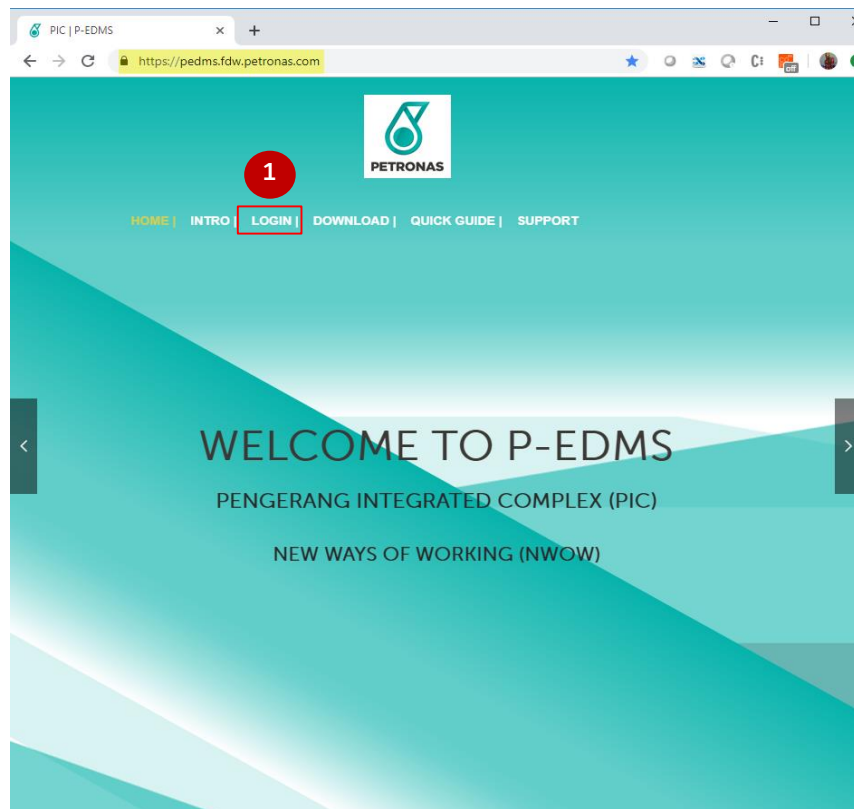 PIC | P-EDMS
https://pedms.fdw.petronas.com
off
PETRONAS
1
HOME | INTRO | LOGIN | DOWNLOAD | QUICK GUIDE | SUPPORT
WELCOME TO P-EDMS
PENGERANG INTEGRATED COMPLEX (PIC)
NEW WAYS OF WORKING (NWOW)